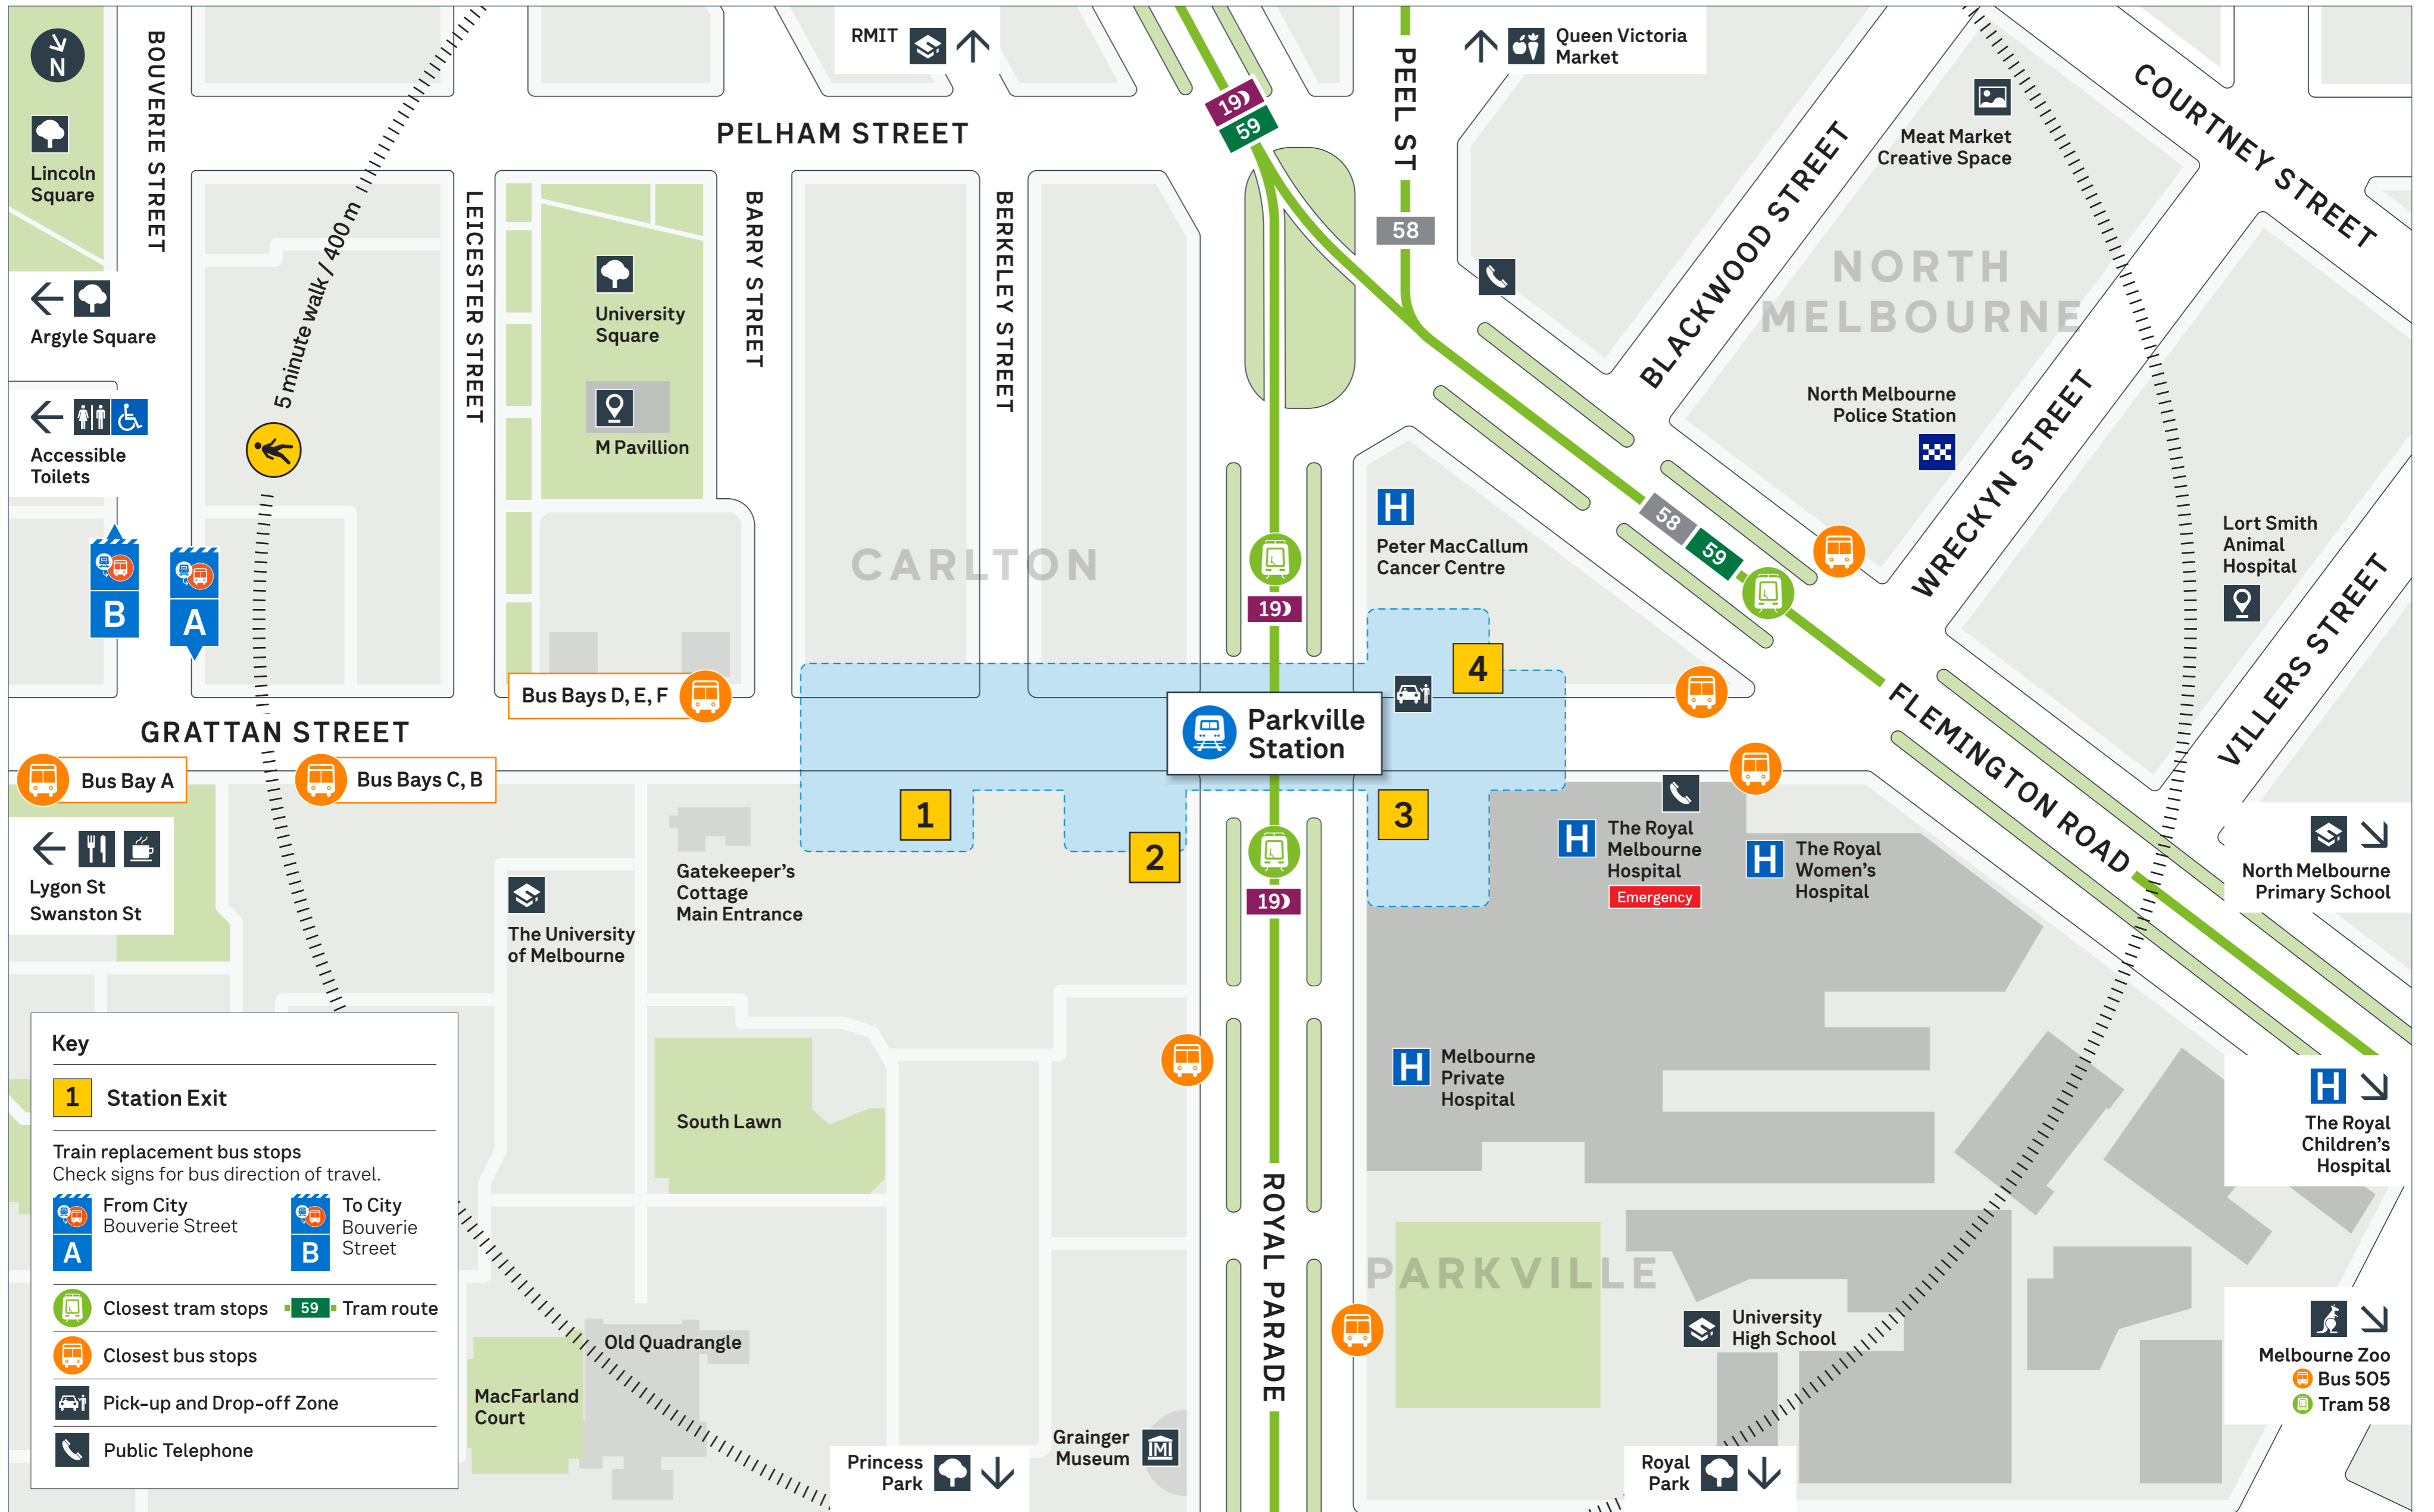 N
BOUVERIE STREET
RMIT
Queen Victoria
Market
PEEL ST
COURTNEY STREET
19
59
PELHAM STREET
Lincoln
Square
Meat Market
Creative Space
5 minute walk / 400 m
LEICESTER STREET
BARRY STREET
BERKELEY STREET
58
BLACKWOOD STREET
NORTH
MELBOURNE
University
Square
Argyle Square
M Pavillion
North Melbourne
Police Station
WRECKYN STREET
Accessible
Toilets
H
Peter MacCallum
Cancer Centre
58
59
Lort Smith
Animal
Hospital
VILLERS STREET
CARLTON
B
A
19
4
Bus Bays D, E, F
Parkville
Station
GRATTAN STREET
FLEMINGTON ROAD
Bus Bay A
Bus Bays C, B
1
2
3
H
The Royal
Melbourne
Hospital
Emergency
H
The Royal
Women's
Hospital
North Melbourne
Primary School
Lygon St
Swanston St
Gatekeeper's
Cottage
Main Entrance
19
The University
of Melbourne
H
Melbourne
Private
Hospital
H
The Royal
Children's
Hospital
South Lawn
ROYAL PARADE
PARKVILLE
University
High School
Old Quadrangle
MacFarland
Court
Grainger
Museum
M
Princess
Park
Royal
Park
Melbourne Zoo
Bus 505
Tram 58
Key
1
Station Exit
Train replacement bus stops
Check signs for bus direction of travel.
A
From City
Bouverie Street
B
To City
Bouverie
Street
Closest tram stops
59
Tram route
Closest bus stops
Pick-up and Drop-off Zone
Public Telephone